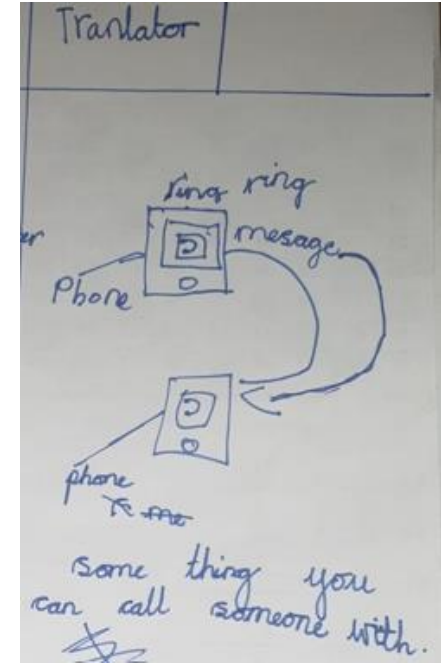 Tranlator
ring ring
mesage
Phone
phone
some thing you
can call someone with.